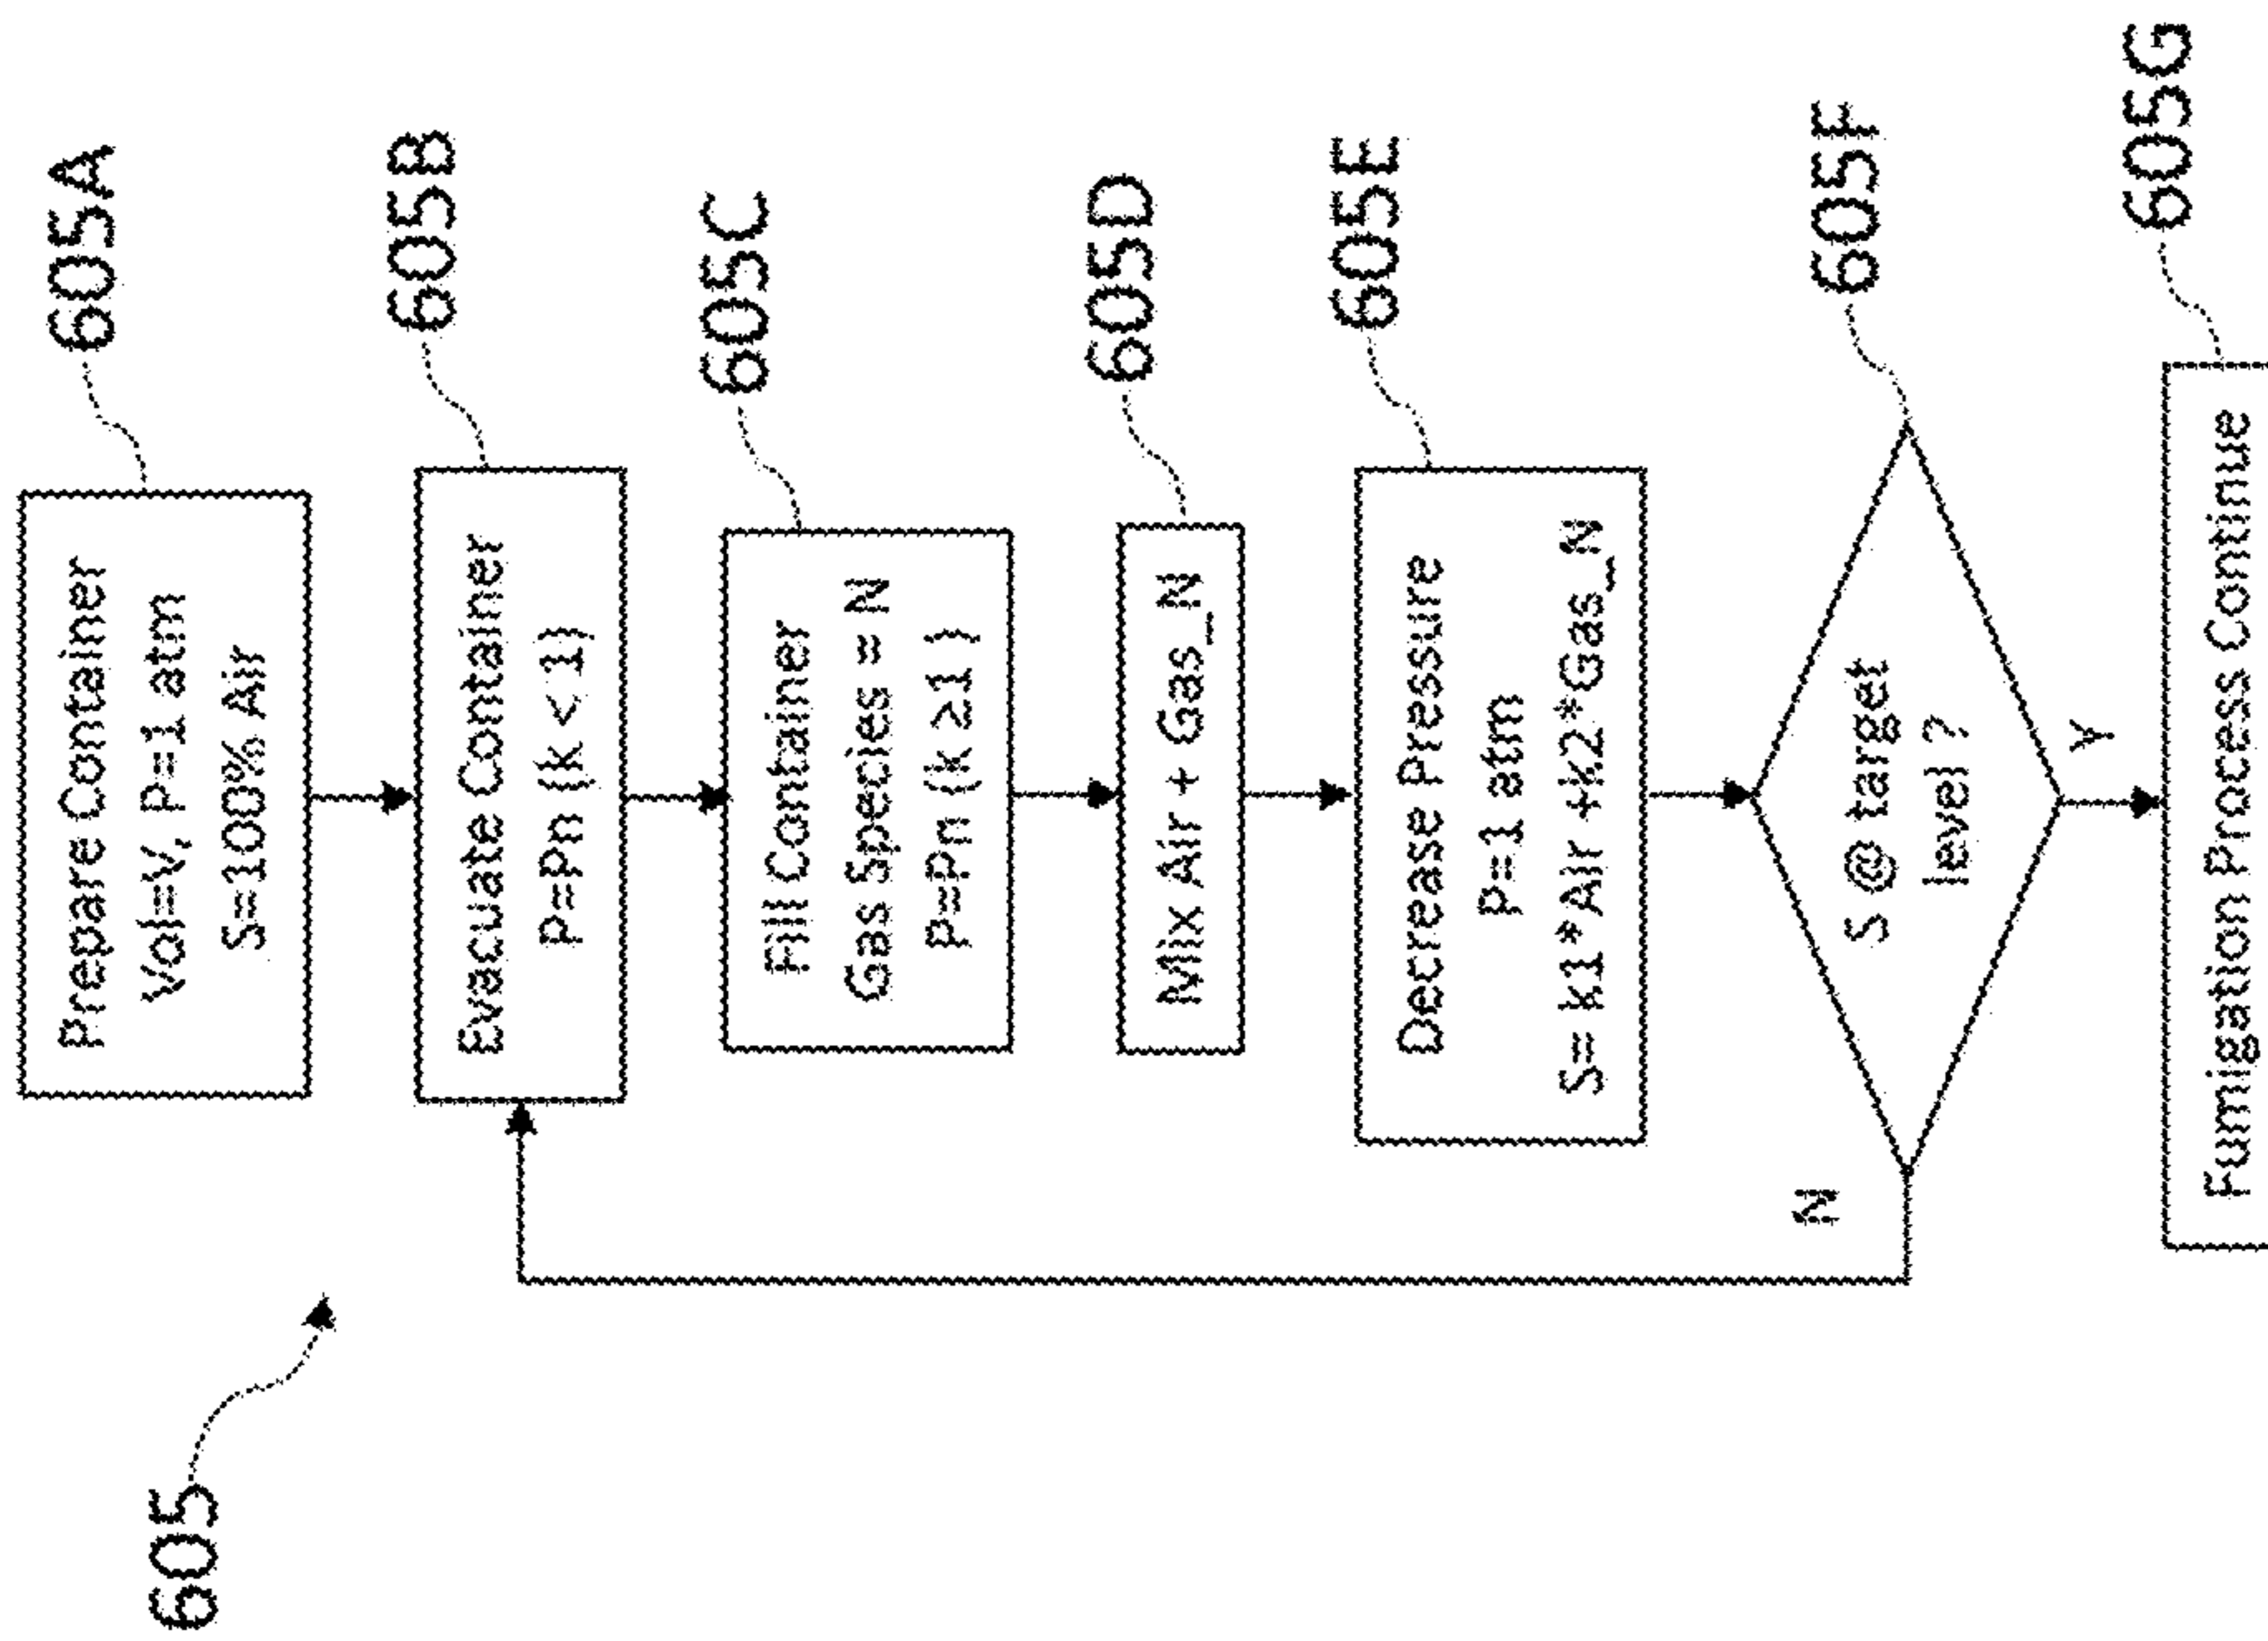 605
Prepare Container
Vol=V, P=1 atm
S=100% Air
605A
Evacuate Container
P=Pn (k < 1)
605B
Fill Container
Gas Species = N
P=Pn (k ≥1 )
605C
Mix Air + Gas_N
605D
Decrease Pressure
P=1 atm
S= K1*Air +K2*Gas_N
605E
S @ target
level ?
605F
N
Y
Fumigation Process Continue
605G